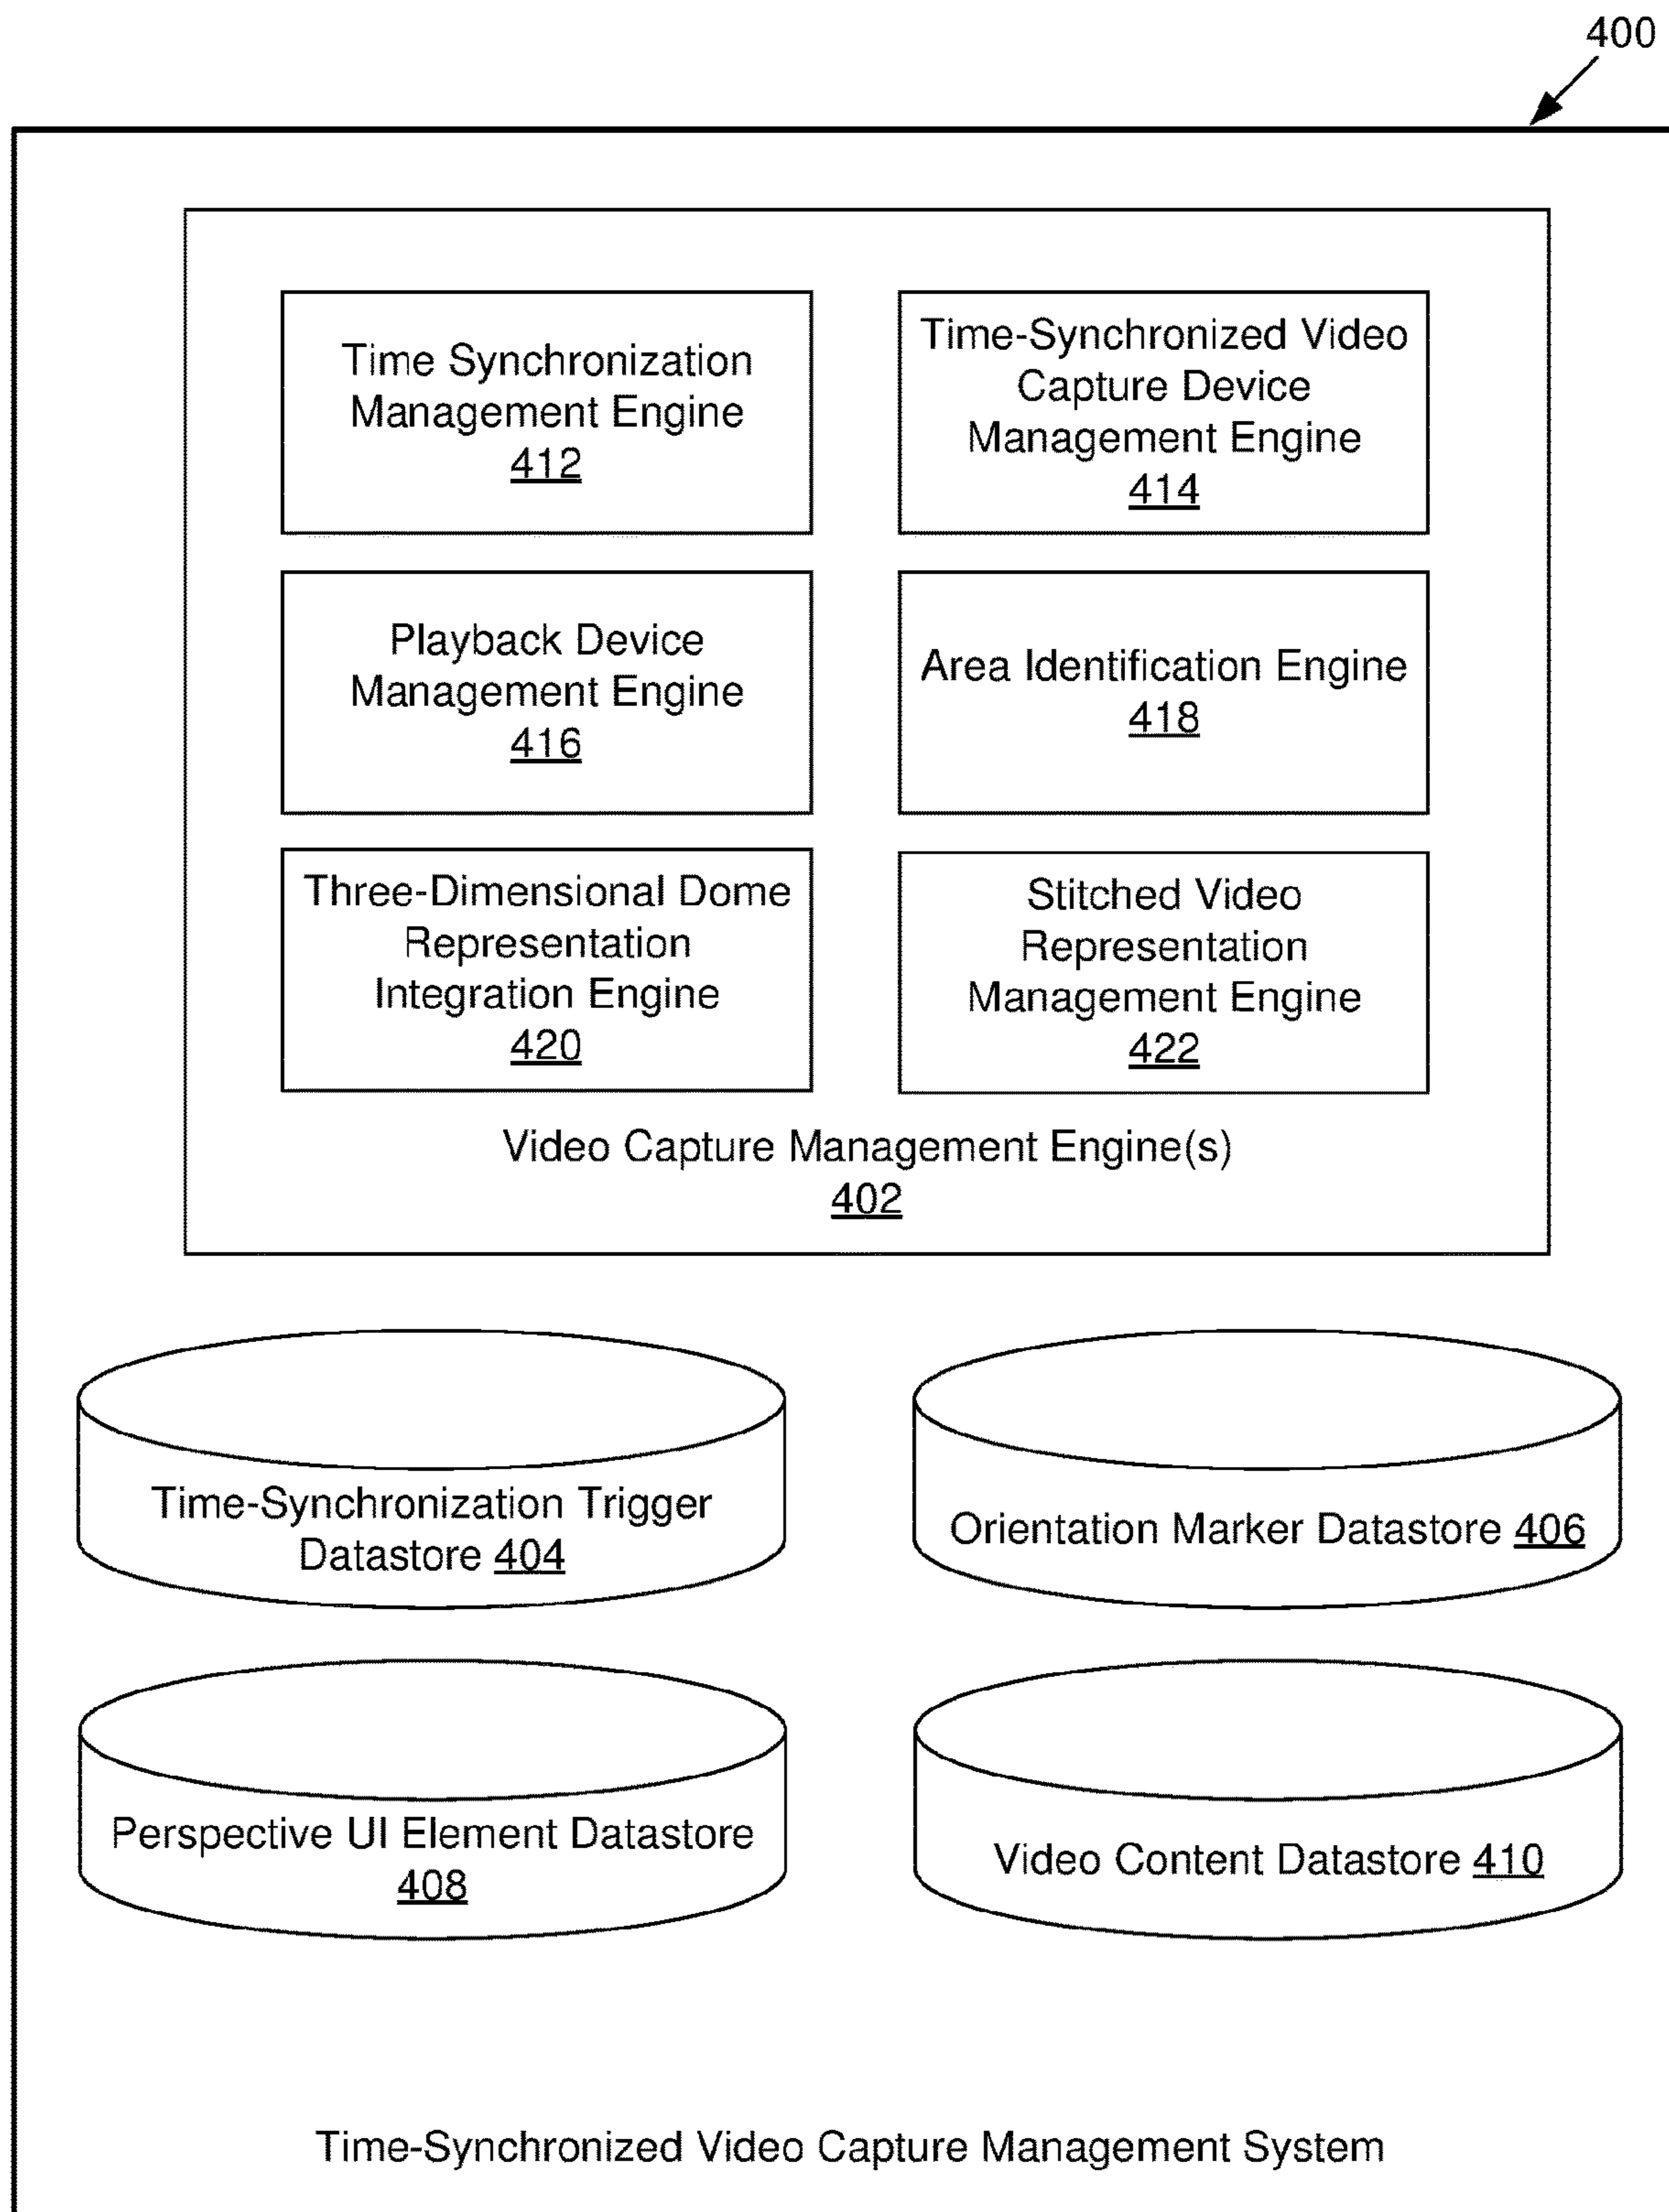 400
Time Synchronization
Management Engine
412
Time-Synchronized Video
Capture Device
Management Engine
414
Playback Device
Management Engine
416
Area Identification Engine
418
Three-Dimensional Dome
Representation
Integration Engine
420
Stitched Video
Representation
Management Engine
422
Video Capture Management Engine(s)
402
Time-Synchronization Trigger
Datastore 404
Orientation Marker Datastore 406
Perspective UI Element Datastore
408
Video Content Datastore 410
Time-Synchronized Video Capture Management System